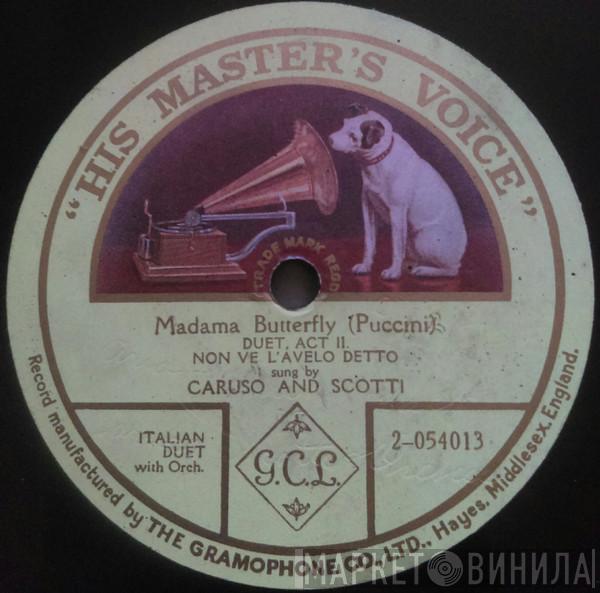 "HIS MASTER'S VOICE"
TRADE MARK REGD
Madama Butterfly (Puccini)
DUET, ACT II.
NON VE L'AVELO DETTO
sung by
CARUSO AND SCOTTI
ITALIAN
DUET
with Orch.
G.C.L.
2-054013
Record manufactured by THE GRAMOPHONE CO., LTD., Hayes, Middlesex, England.
МАРКЕТ ВИНИЛА